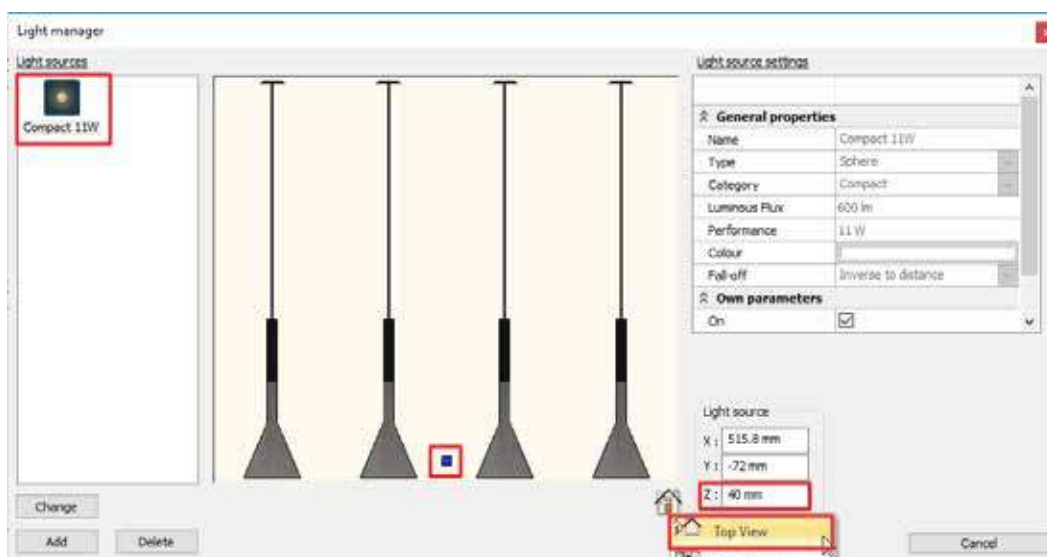 Light manager
Light sources
Compact 11W
Light source settings
General properties
Name Compact 11W
Type Sphere
Category Compact
Luminous Flux 600 lm
Performance 11 W
Colour
Fall-off Inverse to distance
Own parameters
On
Light source
X : 515.8 mm
Y : -72 mm
Z : 40 mm
Top View
Change
Add Delete
Cancel